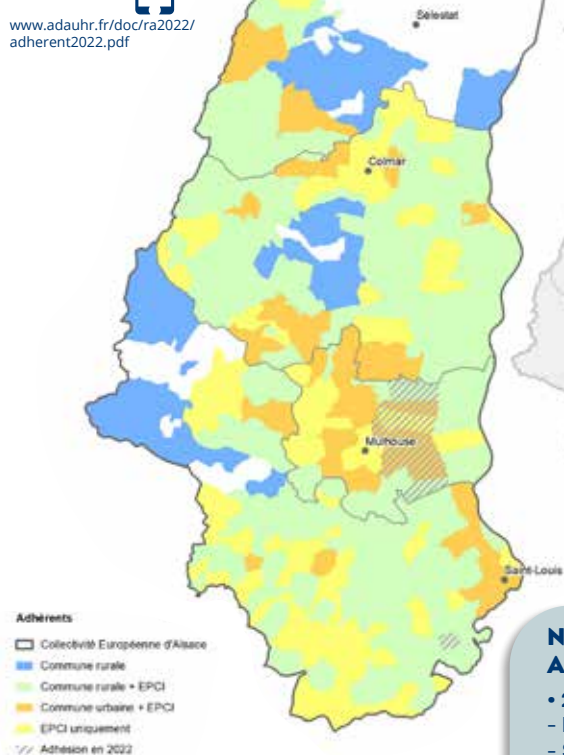 www.adauhr.fr/doc/ra2022/
adherent2022.pdf
Sélestat
Colmar
Mulhouse
Saint-Louis
Adhérents
Collectivité Européenne d'Alsace
Commune rurale
Commune rurale + EPCI
Commune urbaine + EPCI
EPCI uniquement
Adhésion en 2022